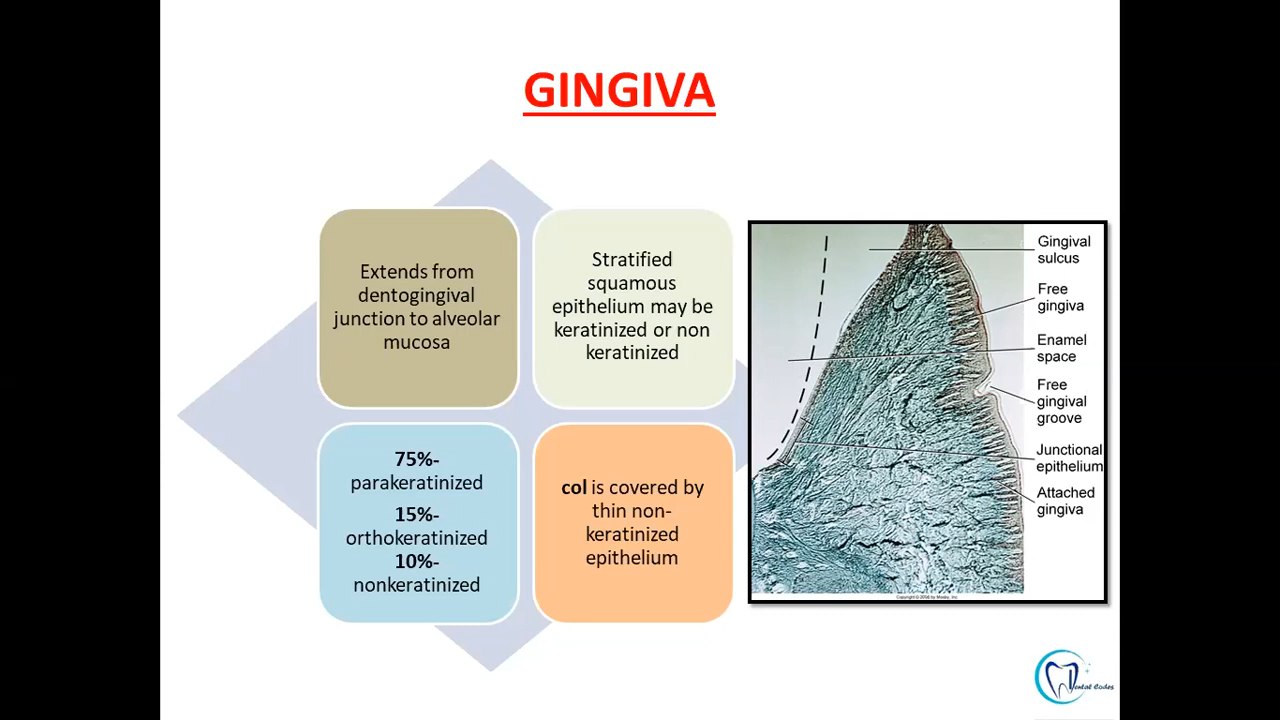 GINGIVA
Extends from
dentogingival
junction to alveolar
mucosa
Stratified
squamous
epithelium may be
keratinized or non
keratinized
75%-
parakeratinized
15%-
orthokeratinized
10%-
nonkeratinized
col is covered by
thin non-
keratinized
epithelium
Gingival
sulcus
Free
gingiva
Enamel
space
Free
gingival
groove
Junctional
epithelium
Attached
gingiva
Dental Codes